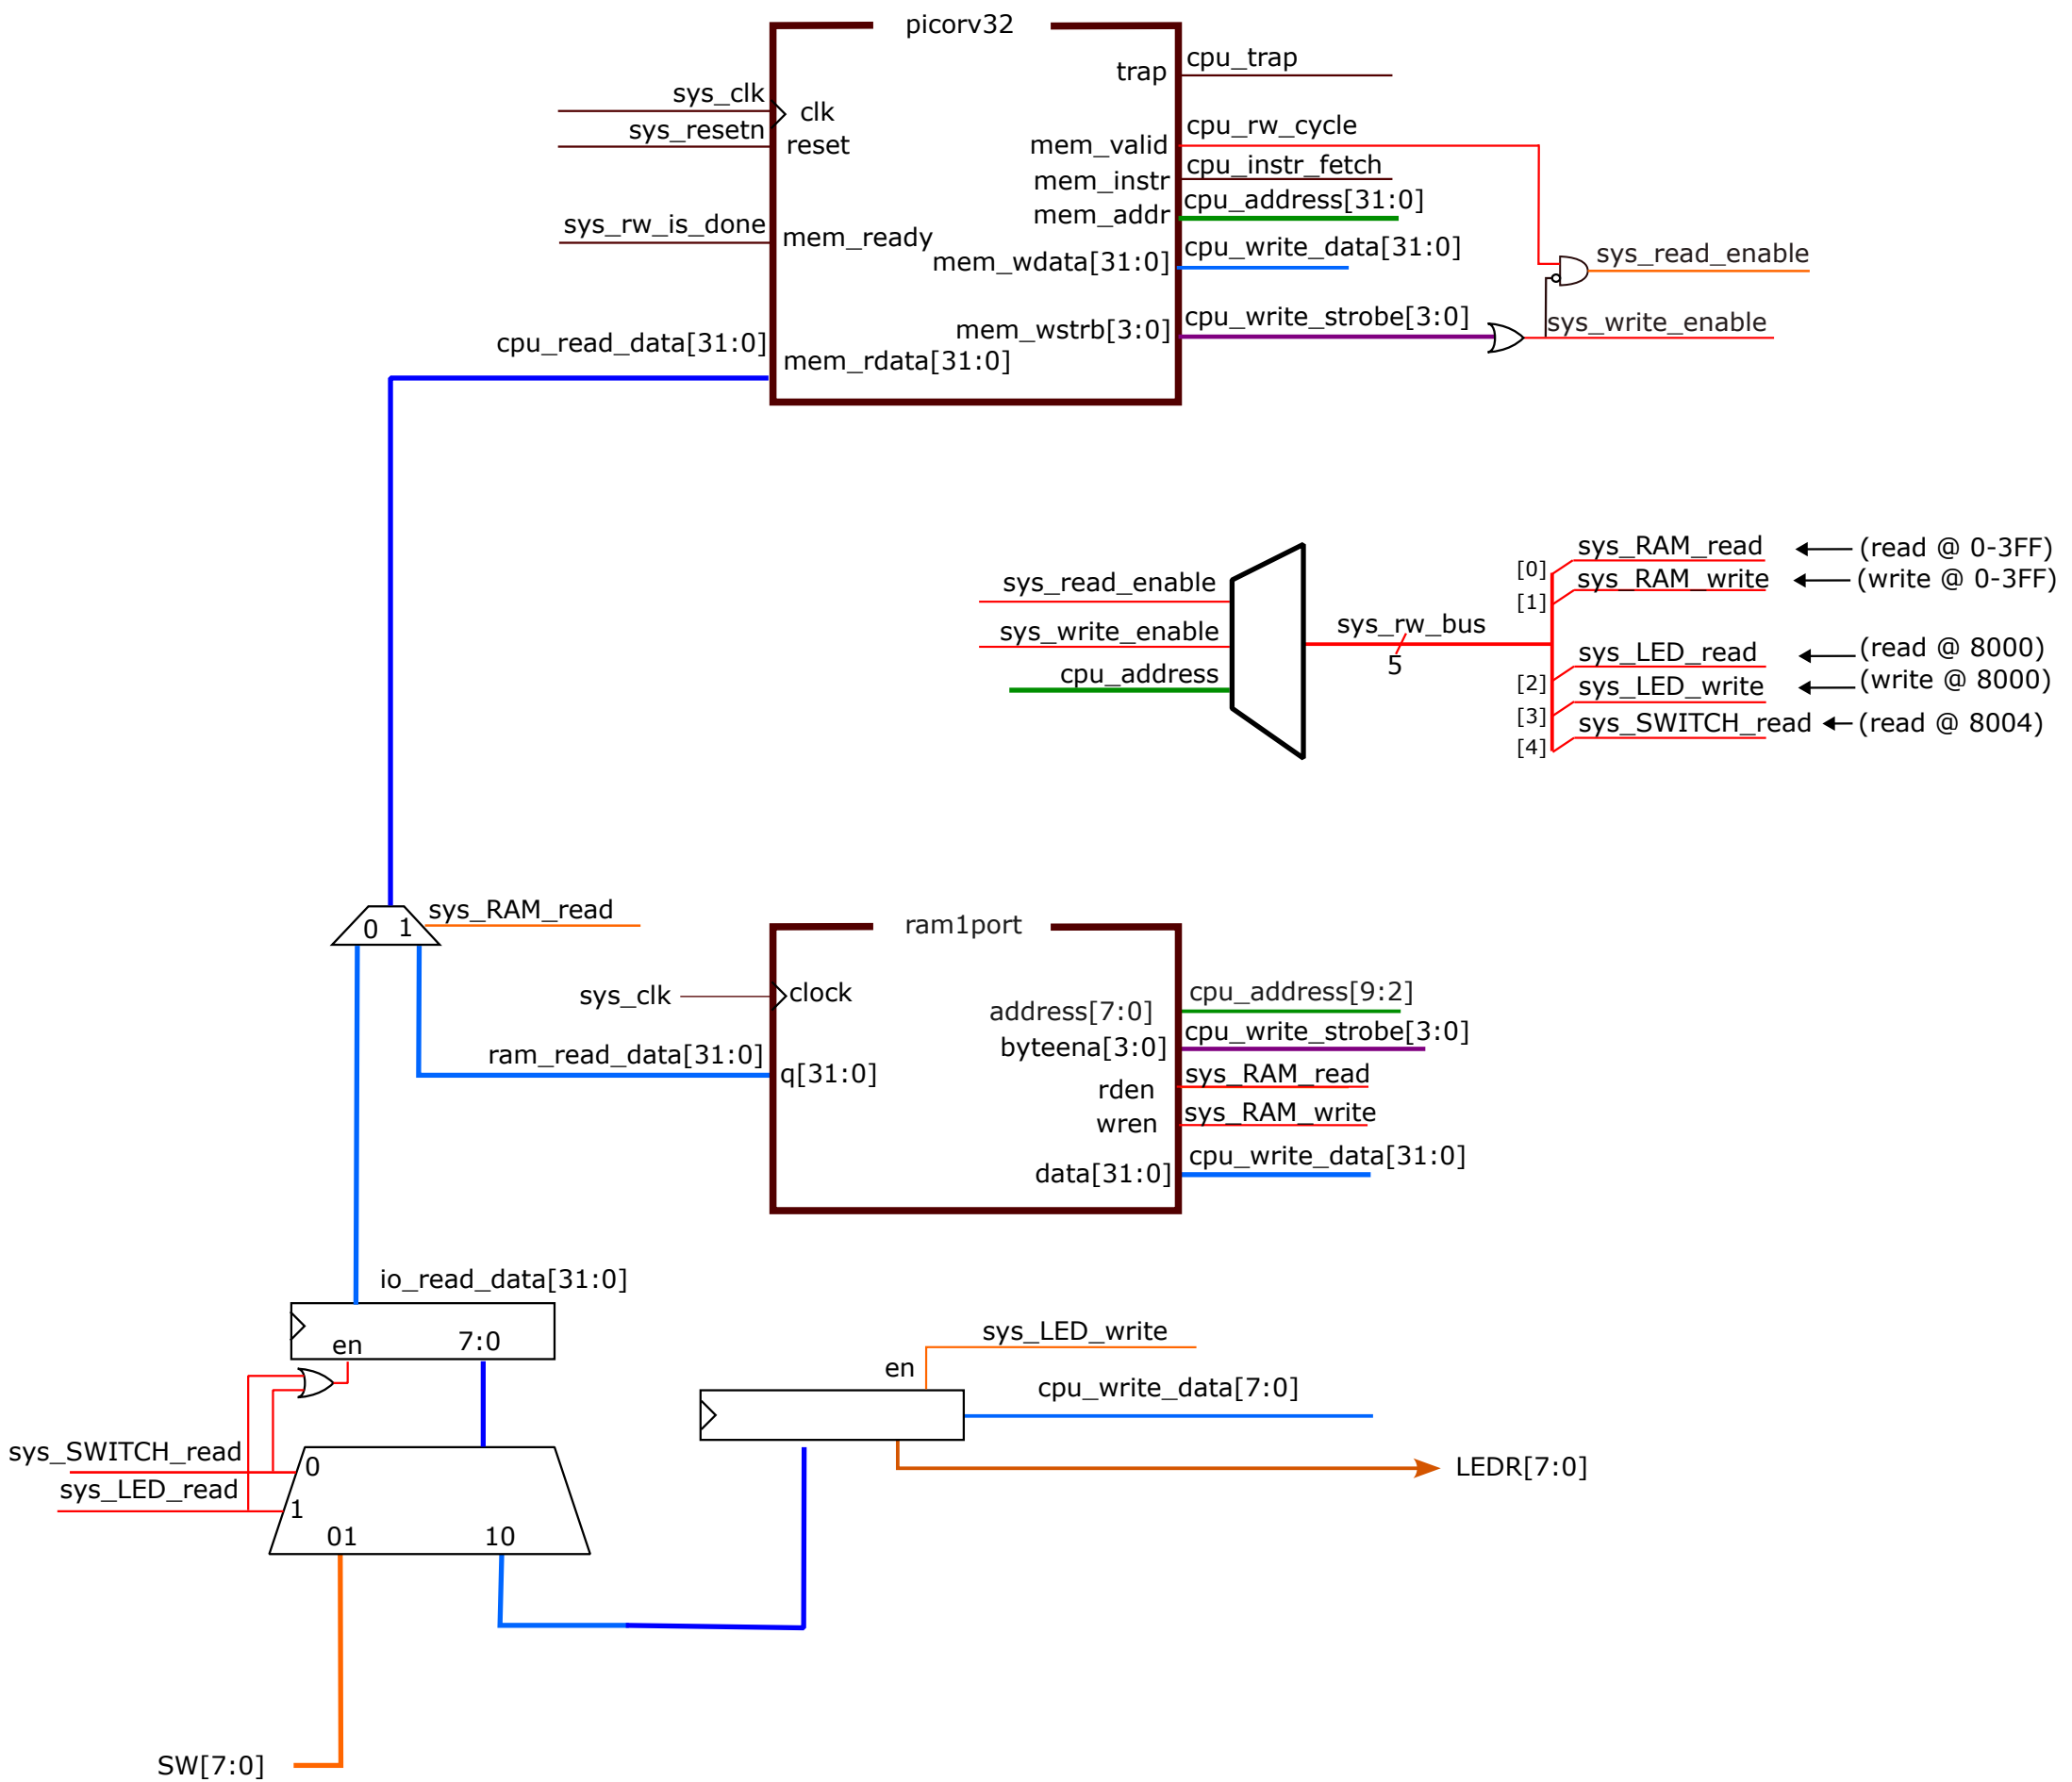 picorv32
trap
cpu_trap
sys_clk
clk
sys_resetn
reset
mem_valid
cpu_rw_cycle
mem_instr
cpu_instr_fetch
mem_addr
cpu_address[31:0]
sys_rw_is_done
mem_ready
mem_wdata[31:0]
cpu_write_data[31:0]
sys_read_enable
mem_wstrb[3:0]
cpu_write_strobe[3:0]
sys_write_enable
cpu_read_data[31:0]
mem_rdata[31:0]
sys_read_enable
sys_write_enable
cpu_address
sys_rw_bus
5
[0]
sys_RAM_read
(read @ 0-3FF)
[1]
sys_RAM_write
(write @ 0-3FF)
[2]
sys_LED_read
(read @ 8000)
[3]
sys_LED_write
(write @ 8000)
[4]
sys_SWITCH_read
(read @ 8004)
0
1
sys_RAM_read
ram1port
sys_clk
clock
address[7:0]
cpu_address[9:2]
byteena[3:0]
cpu_write_strobe[3:0]
ram_read_data[31:0]
q[31:0]
rden
sys_RAM_read
wren
sys_RAM_write
data[31:0]
cpu_write_data[31:0]
io_read_data[31:0]
en
7:0
sys_LED_write
en
cpu_write_data[7:0]
LEDR[7:0]
sys_SWITCH_read
0
sys_LED_read
1
01
10
SW[7:0]